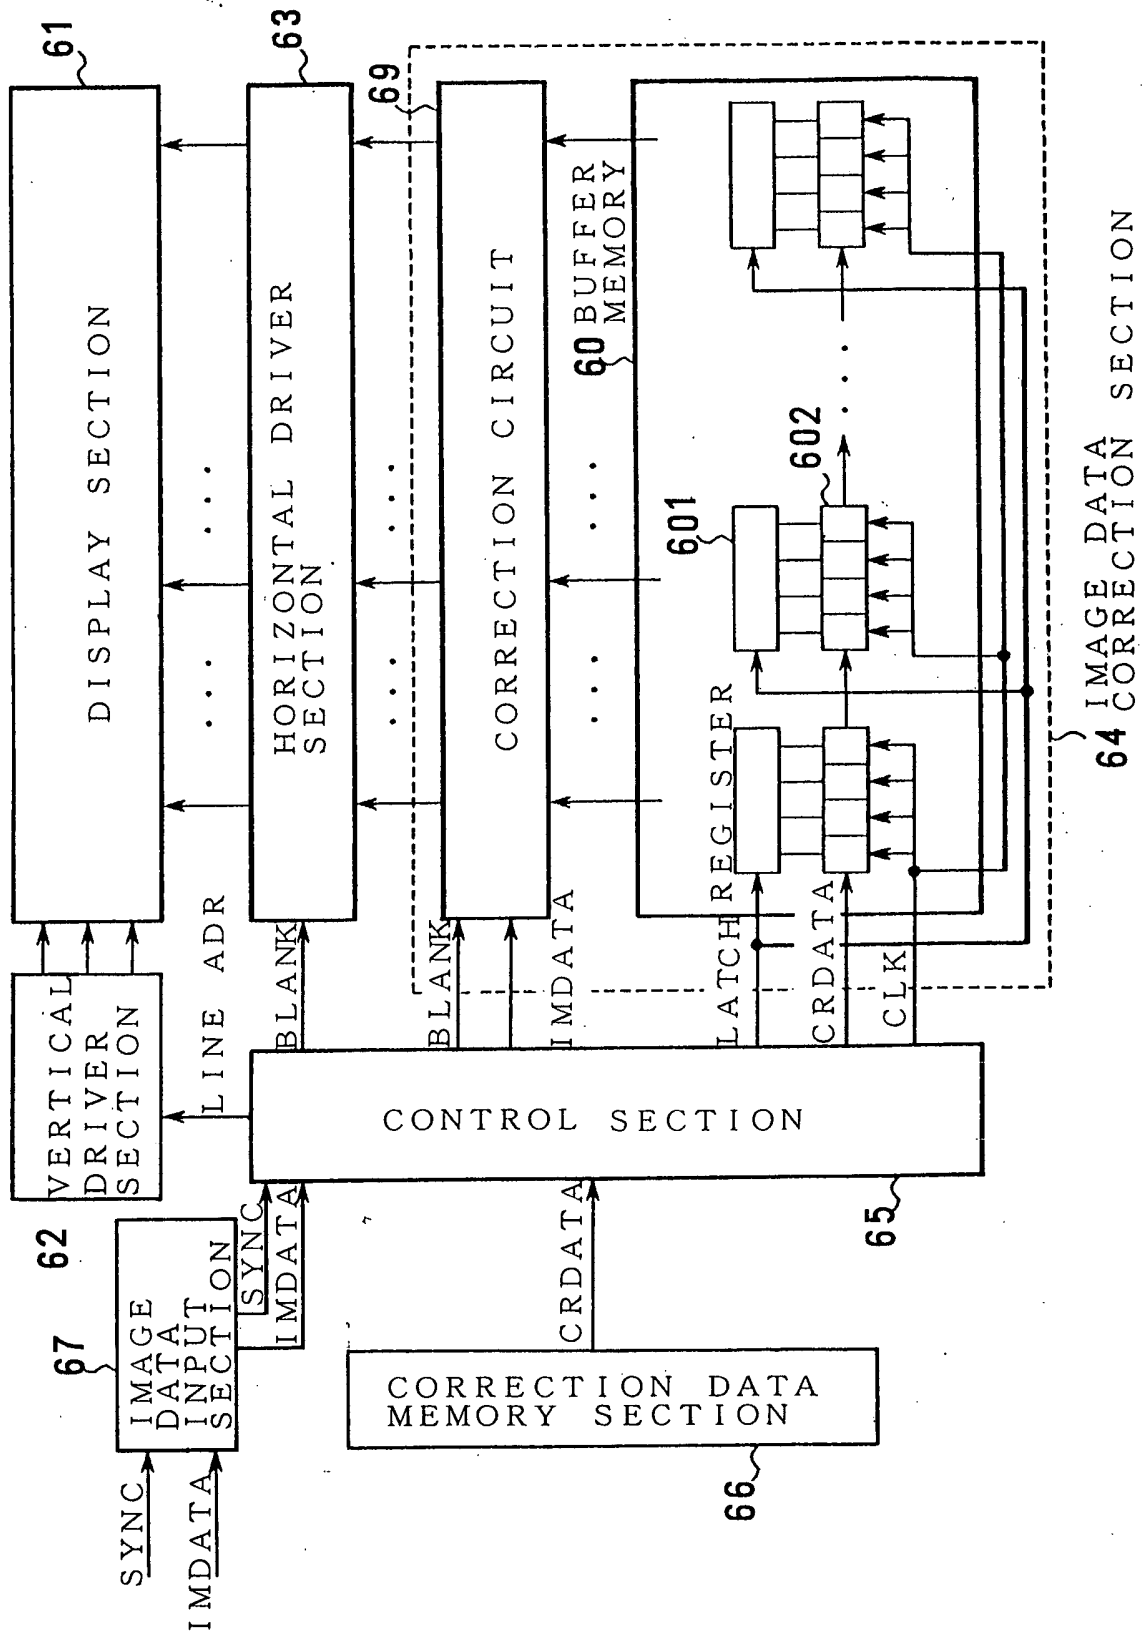 VERTICAL
DRIVER
SECTION
62
DISPLAY SECTION
61
SYNC
IMDATA
67
IMAGE
DATA
INPUT
SECTION
SYNC
IMDATA
LINE ADR
BLANK
HORIZONTAL DRIVER
SECTION
63
BLANK
IMDATA
CORRECTION CIRCUIT
69
CORRECTION DATA
MEMORY SECTION
66
CRDATA
CONTROL SECTION
65
60 BUFFER
MEMORY
LATCH REGISTER
601
CRDATA
602
CLK
64
IMAGE DATA
CORRECTION SECTION